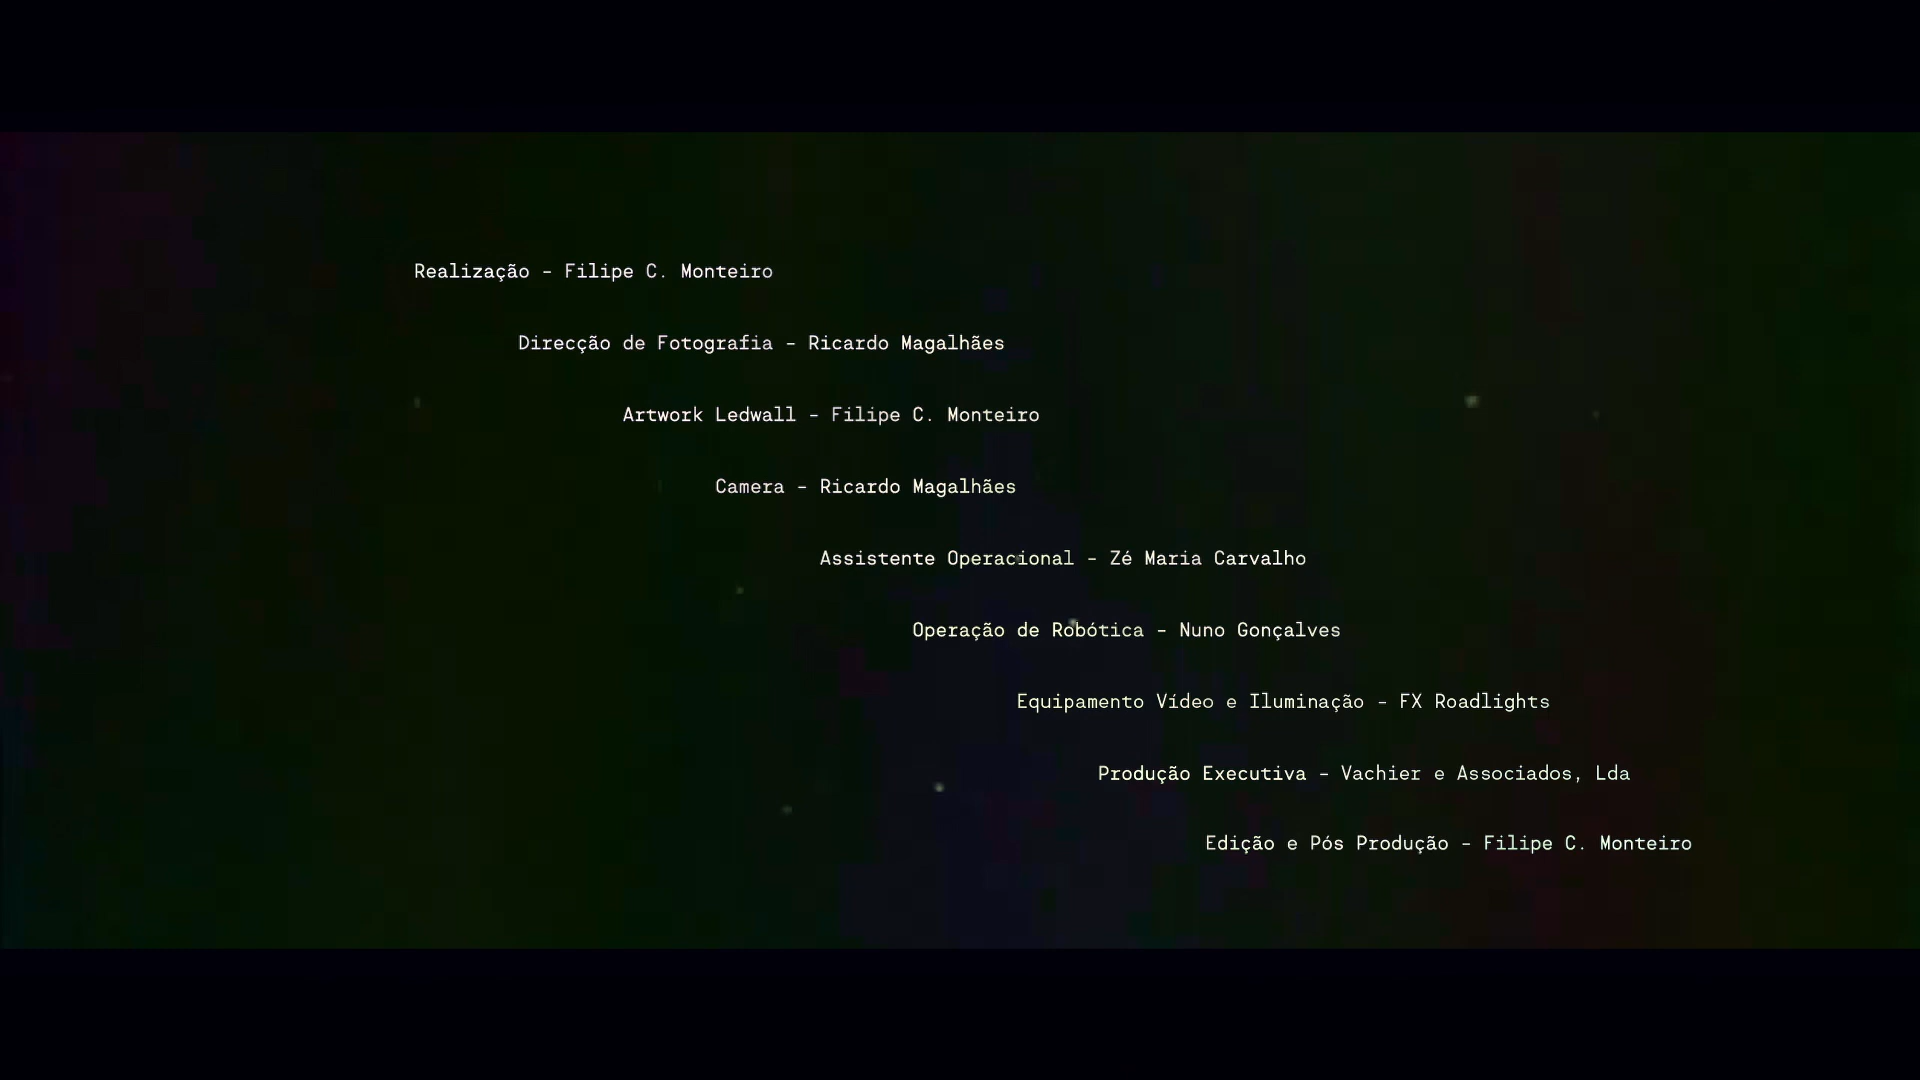 Realização - Filipe C. Monteiro
Direcção de Fotografia - Ricardo Magalhães
Artwork Ledwall - Filipe C. Monteiro
Camera - Ricardo Magalhães
Assistente Operacional - Zé Maria Carvalho
Operação de Robótica - Nuno Gonçalves
Equipamento Vídeo e Iluminação - FX Roadlights
Produção Executiva - Vachier e Associados, Lda
Edição e Pós Produção - Filipe C. Monteiro